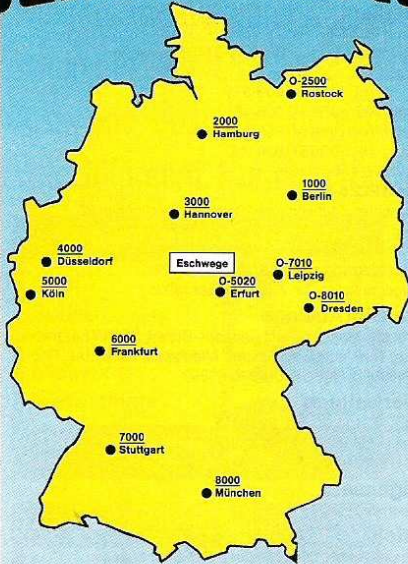 O-2500
Rostock
2000
Hamburg
1000
Berlin
3000
Hannover
4000
Düsseldorf
Eschwege
O-7010
Leipzig
5000
Köln
O-5020
Erfurt
O-8010
Dresden
6000
Frankfurt
7000
Stuttgart
8000
München